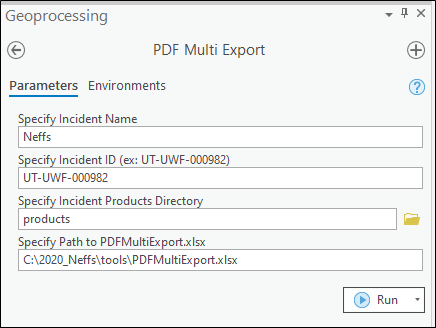 Geoprocessing
PDF Multi Export
Parameters Environments
Specify Incident Name
Neffs
Specify Incident ID (ex: UT-UWF-000982)
UT-UWF-000982
Specify Incident Products Directory
products
Specify Path to PDFMultiExport.xlsx
C:\2020_Neffs\tools\PDFMultiExport.xlsx
Run